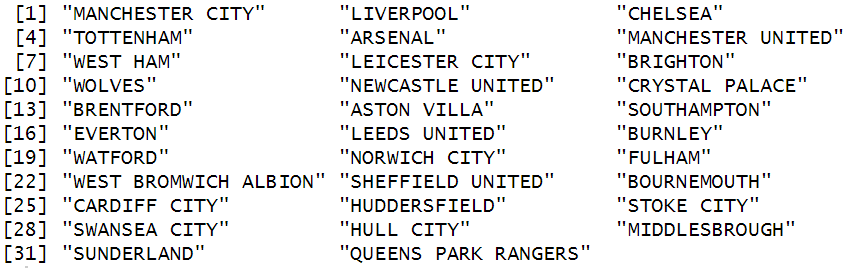 [1] "MANCHESTER CITY" "LIVERPOOL" "CHELSEA"
[4] "TOTTENHAM" "ARSENAL" "MANCHESTER UNITED"
[7] "WEST HAM" "LEICESTER CITY" "BRIGHTON"
[10] "WOLVES" "NEWCASTLE UNITED" "CRYSTAL PALACE"
[13] "BRENTFORD" "ASTON VILLA" "SOUTHAMPTON"
[16] "EVERTON" "LEEDS UNITED" "BURNLEY"
[19] "WATFORD" "NORWICH CITY" "FULHAM"
[22] "WEST BROMWICH ALBION" "SHEFFIELD UNITED" "BOURNEMOUTH"
[25] "CARDIFF CITY" "HUDDERSFIELD" "STOKE CITY"
[28] "SWANSEA CITY" "HULL CITY" "MIDDLESBROUGH"
[31] "SUNDERLAND" "QUEENS PARK RANGERS"